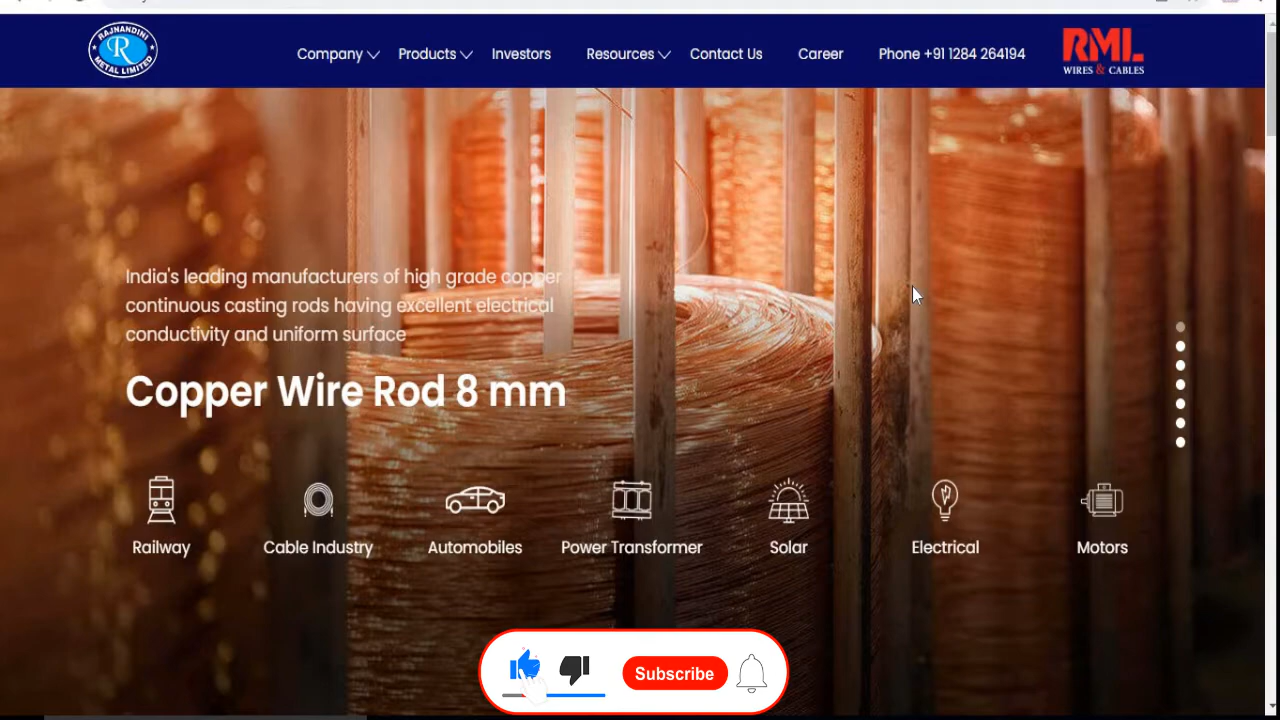 RAJNANDINI
R
METAL LIMITED
Company Products Investors Resources Contact Us Career Phone +91 1284 264194
RML
WIRES & CABLES
India's leading manufacturers of high grade copper
continuous casting rods having excellent electrical
conductivity and uniform surface
Copper Wire Rod 8 mm
Railway Cable Industry Automobiles Power Transformer Solar Electrical Motors
Subscribe